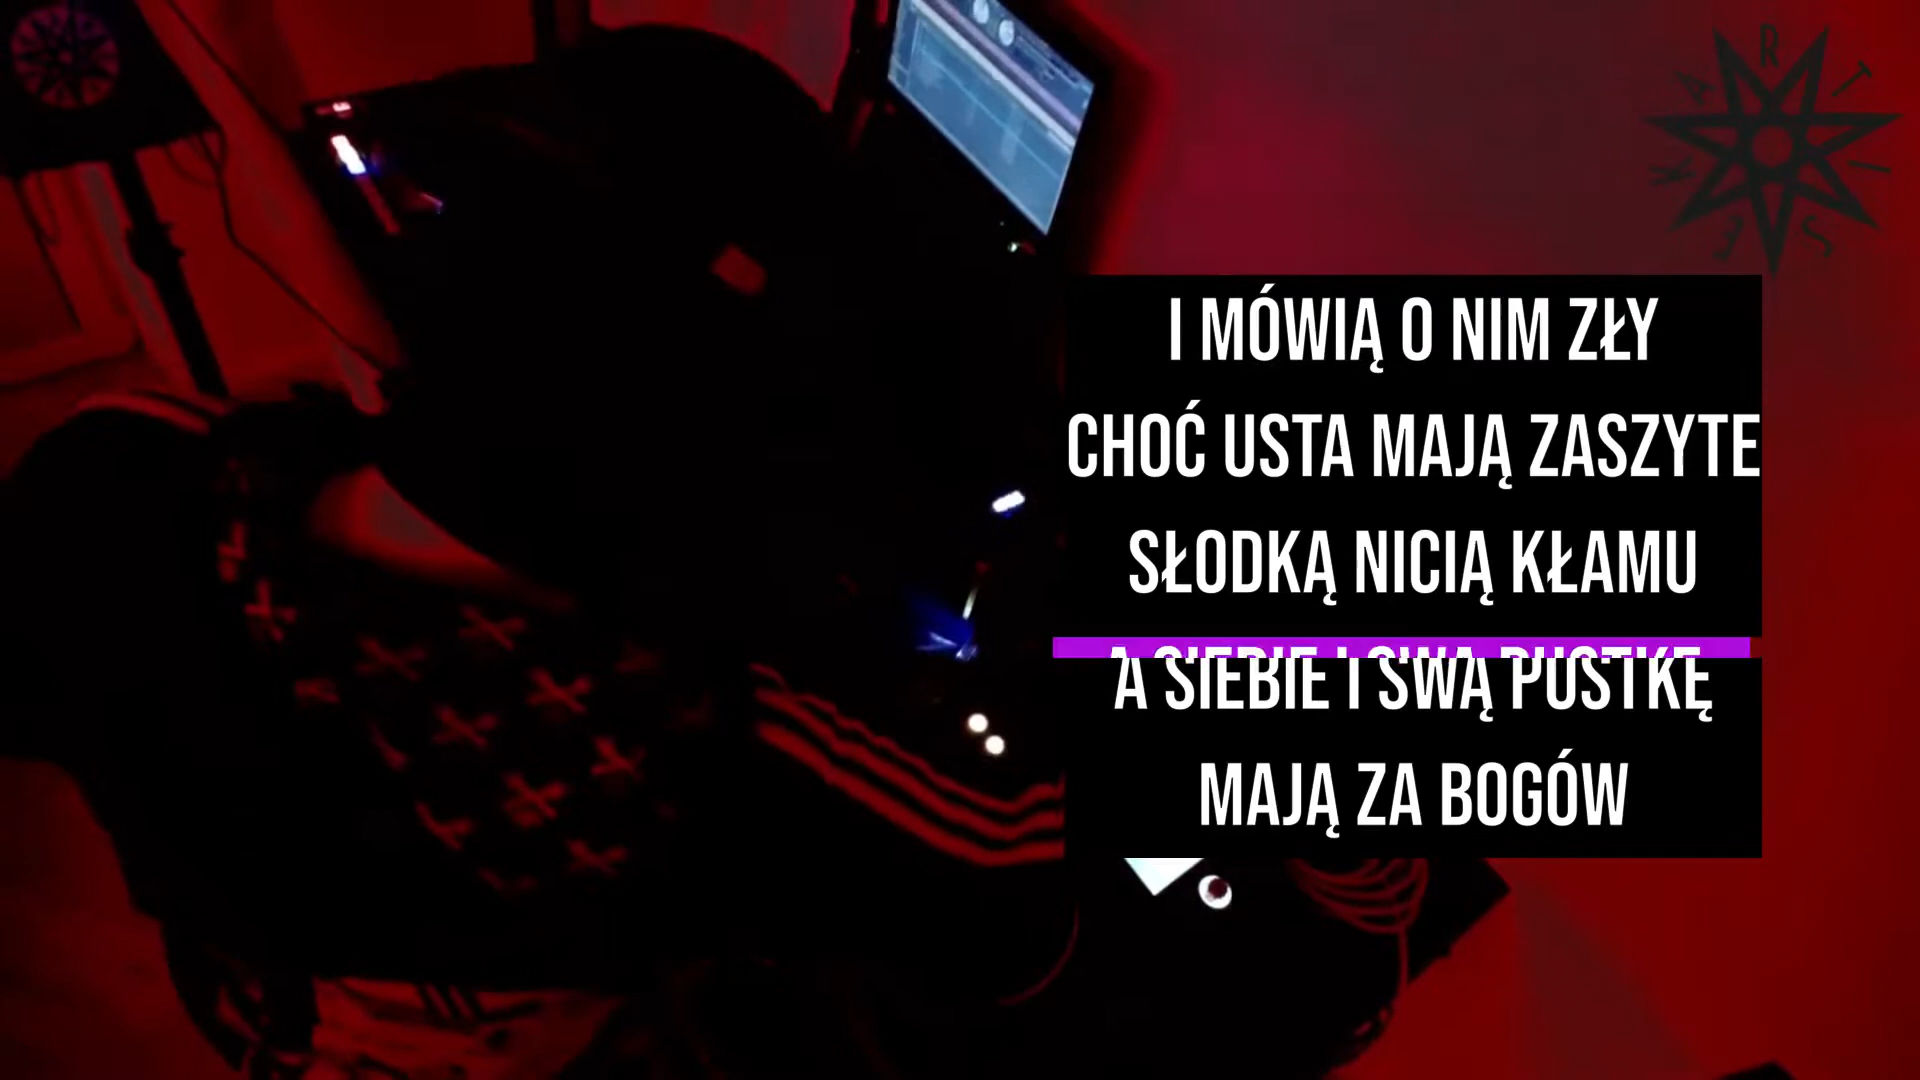 I MÓWIĄ O NIM ZŁY
CHOĆ USTA MAJĄ ZASZYTE
SŁODKĄ NICIĄ KŁAMU
A SIEBIE I SWĄ PUSTKĘ
MAJĄ ZA BOGÓW